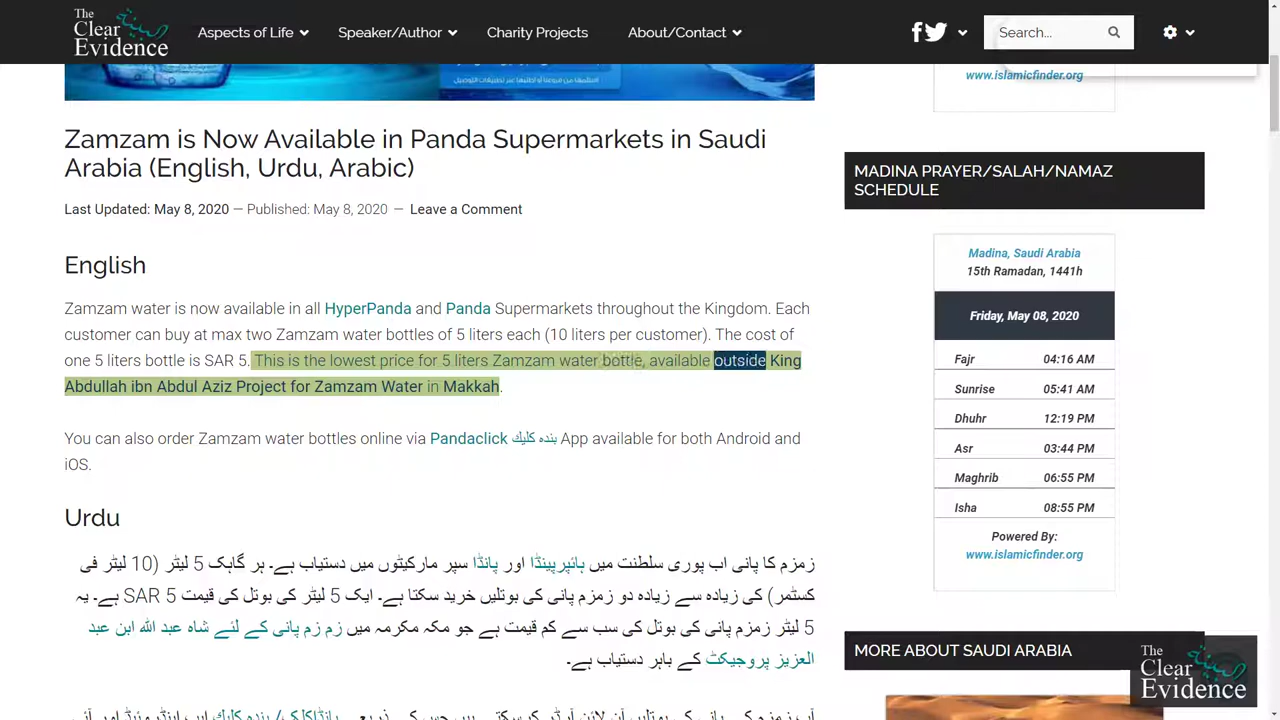 The
Clear
Evidence
Aspects of Life
Speaker/Author
Charity Projects
About/Contact
Search...
Zamzam is Now Available in Panda Supermarkets in Saudi
Arabia (English, Urdu, Arabic)
Last Updated: May 8, 2020 — Published: May 8, 2020 — Leave a Comment
English
Zamzam water is now available in all HyperPanda and Panda Supermarkets throughout the Kingdom. Each
customer can buy at max two Zamzam water bottles of 5 liters each (10 liters per customer). The cost of
one 5 liters bottle is SAR 5. This is the lowest price for 5 liters Zamzam water bottle, available outside King
Abdullah ibn Abdul Aziz Project for Zamzam Water in Makkah.
You can also order Zamzam water bottles online via Pandaclick بنده كليك App available for both Android and
iOS.
Urdu
زمزم کا پانی اب پوری سلطنت میں ہائپرپینڈا اور پانڈا سپر مارکیٹوں میں دستیاب ہے۔ ہر گاہک 5 لیٹر (10 لیٹر فی
کسٹمر) کی زیادہ سے زیادہ دو زمزم پانی کی بوتلیں خرید سکتا ہے۔ ایک 5 لیٹر کی بوتل کی قیمت SAR 5 ہے۔ یہ
5 لیٹر زمزم پانی کی بوتل کی سب سے کم قیمت ہے جو مکہ مکرمہ میں زم زم پانی کے لئے شاہ عبد اللہ ابن عبد
العزیز پروجیکٹ کے باہر دستیاب ہے۔
www.islamicfinder.org
MADINA PRAYER/SALAH/NAMAZ
SCHEDULE
Madina, Saudi Arabia
15th Ramadan, 1441h
Friday, May 08, 2020
Fajr 04:16 AM
Sunrise 05:41 AM
Dhuhr 12:19 PM
Asr 03:44 PM
Maghrib 06:55 PM
Isha 08:55 PM
Powered By:
www.islamicfinder.org
MORE ABOUT SAUDI ARABIA
The
Clear
Evidence